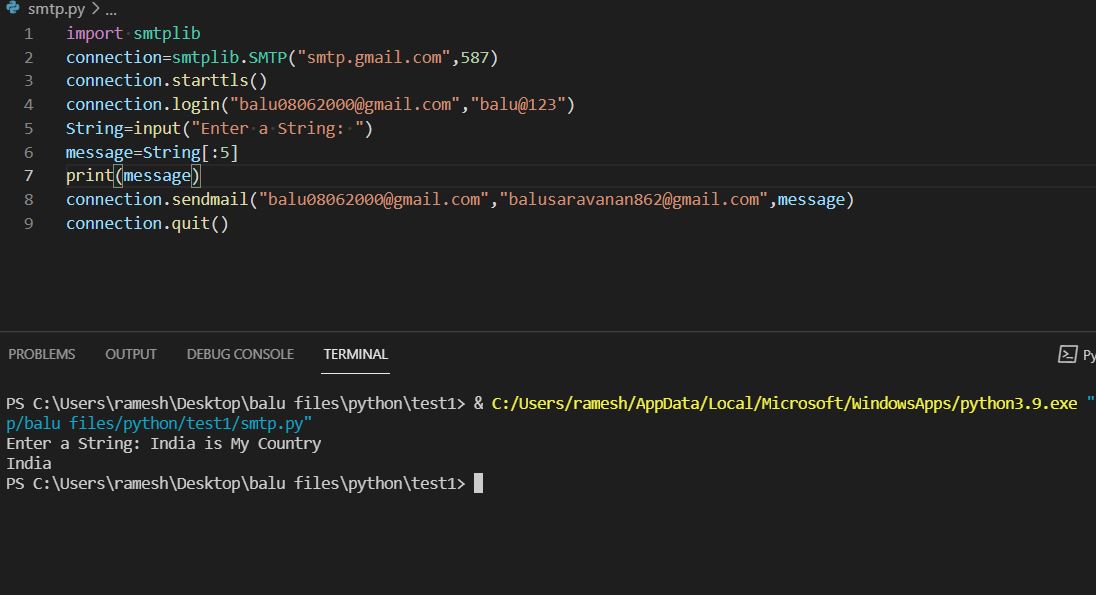 smtp.py > ...
1 import smtplib
2 connection=smtplib.SMTP("smtp.gmail.com",587)
3 connection.starttls()
4 connection.login("balu08062000@gmail.com","balu@123")
5 String=input("Enter a String: ")
6 message=String[:5]
7 print(message)
8 connection.sendmail("balu08062000@gmail.com","balusaravanan862@gmail.com",message)
9 connection.quit()
PROBLEMS OUTPUT DEBUG CONSOLE TERMINAL Py
PS C:\Users\ramesh\Desktop\balu files\python\test1> & C:/Users/ramesh/AppData/Local/Microsoft/WindowsApps/python3.9.exe "
p/balu files/python/test1/smtp.py"
Enter a String: India is My Country
India
PS C:\Users\ramesh\Desktop\balu files\python\test1>